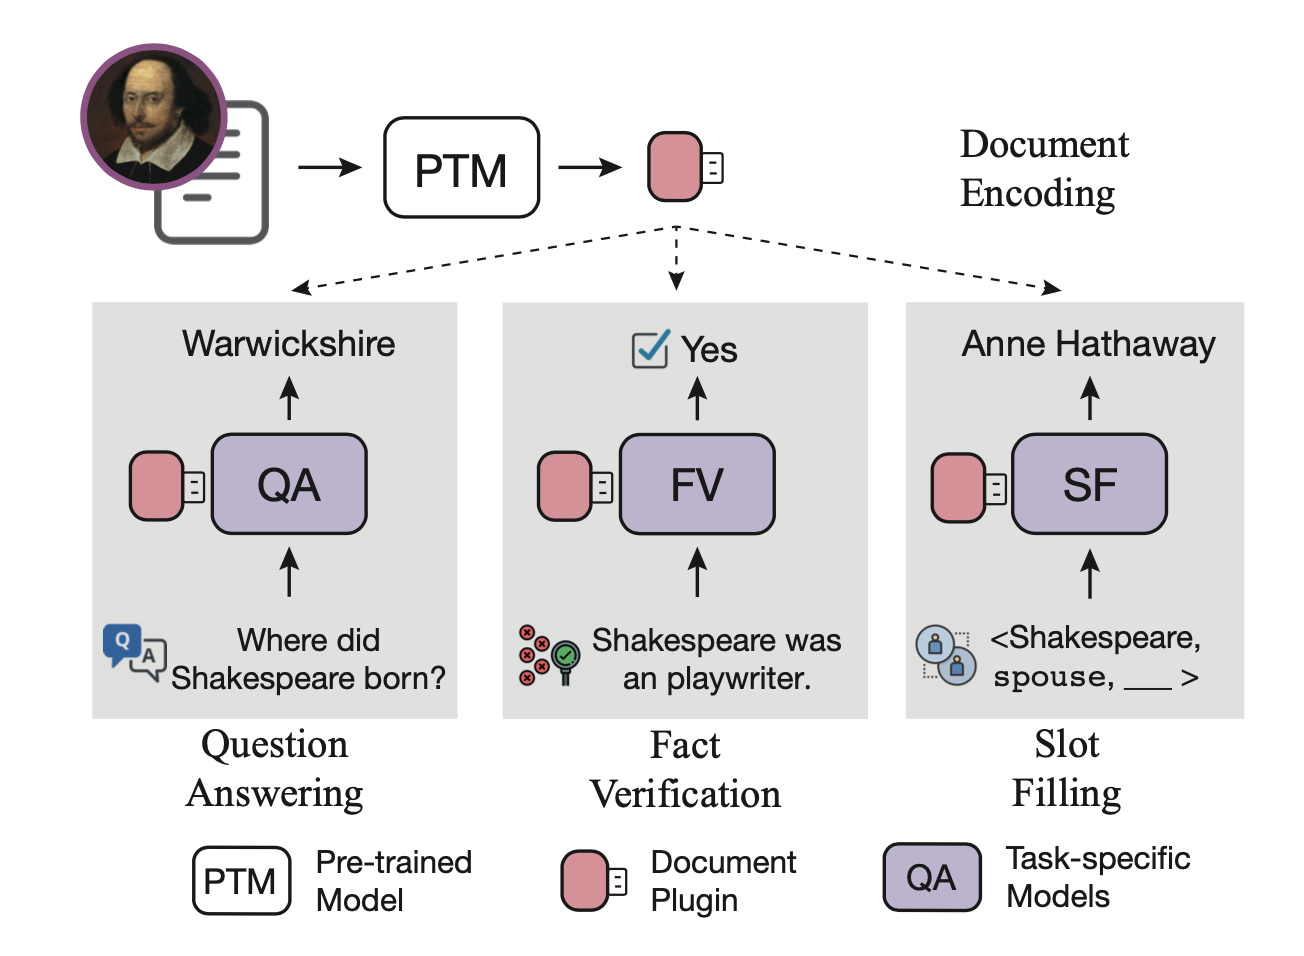 PTM
Document
Encoding
Warwickshire
QA
Q
A
Where did
Shakespeare born?
Question
Answering
Yes
FV
Shakespeare was
an playwriter.
Fact
Verification
Anne Hathaway
SF
<Shakespeare,
spouse, ___ >
Slot
Filling
PTM
Pre-trained
Model
Document
Plugin
QA
Task-specific
Models